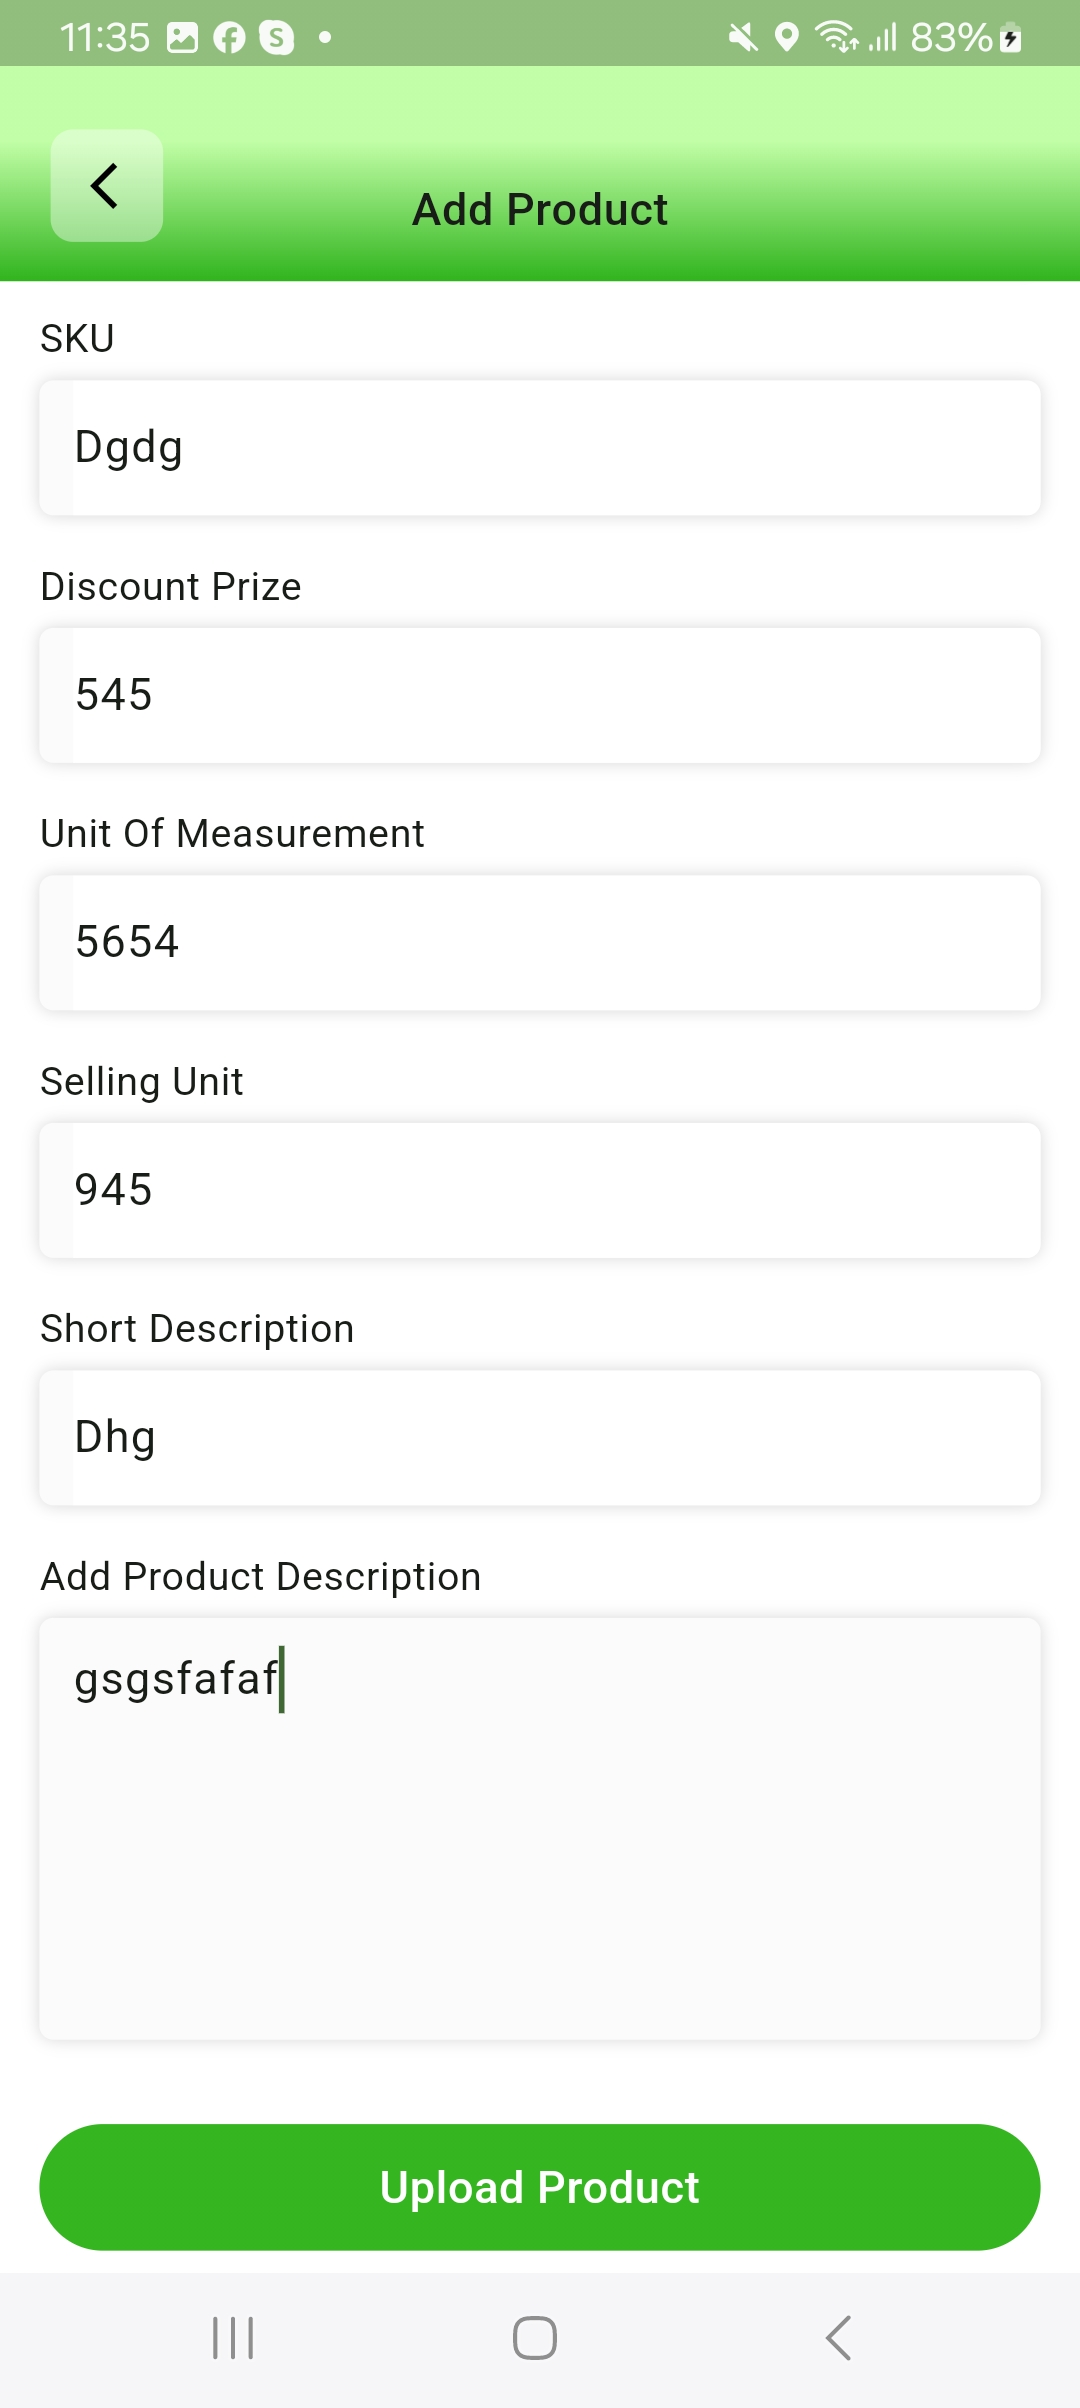 11:35 83%
Add Product
SKU
Dgdg
Discount Prize
545
Unit Of Measurement
5654
Selling Unit
945
Short Description
Dhg
Add Product Description
gsgsfafaf
Upload Product